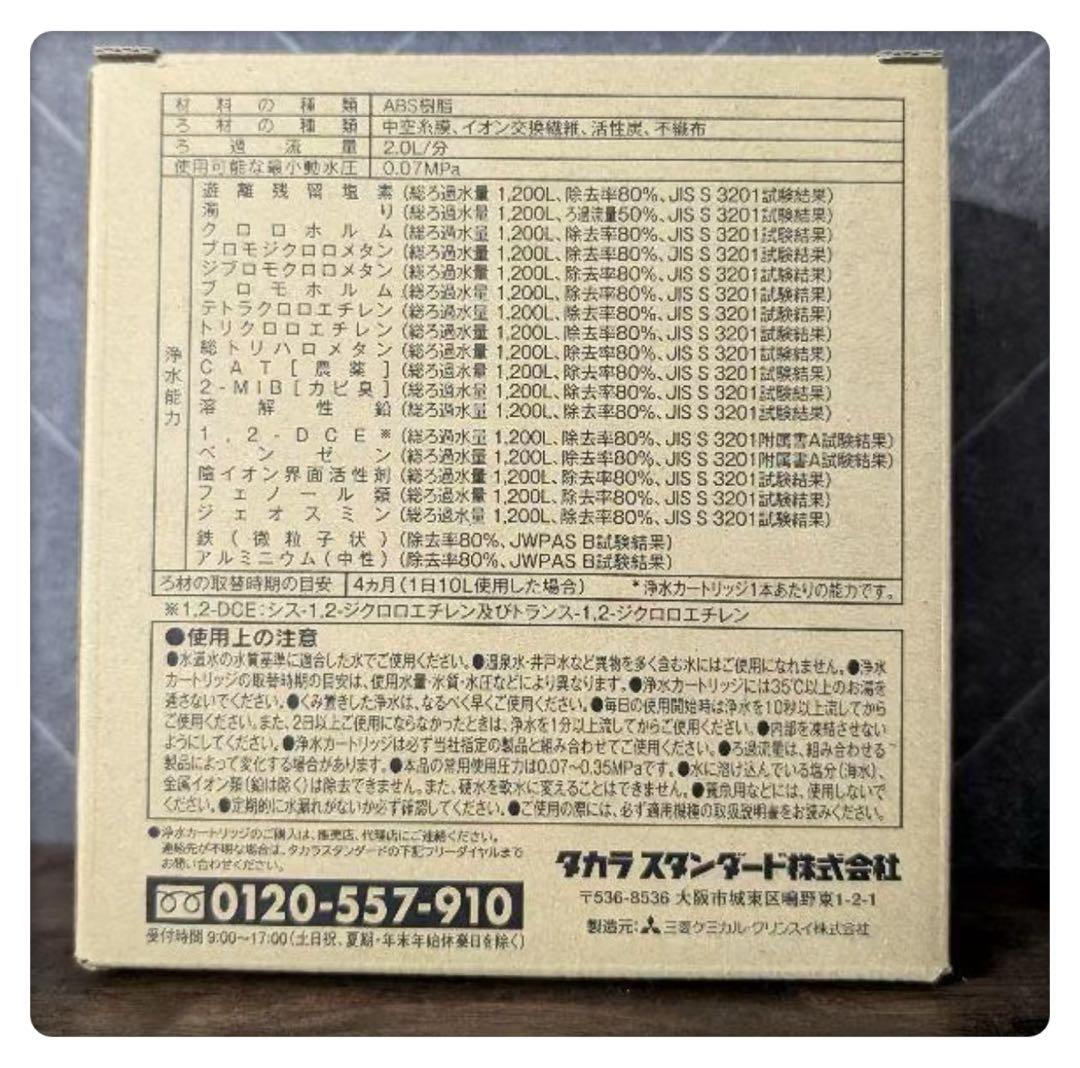 材料の種類 ABS樹脂
ろ材の種類 中空糸膜、イオン交換繊維、活性炭、不織布
ろ過流量 2.0L/分
使用可能な最小動水圧 0.07MPa
浄水能力
遊離残留塩素(総ろ過水量 1,200L、除去率80%、JIS S 3201試験結果)
濁り(総ろ過水量 1,200L、ろ過流量50%、JIS S 3201試験結果)
クロロホルム(総ろ過水量 1,200L、除去率80%、JIS S 3201試験結果)
ブロモジクロロメタン(総ろ過水量 1,200L、除去率80%、JIS S 3201試験結果)
ジブロモクロロメタン(総ろ過水量 1,200L、除去率80%、JIS S 3201試験結果)
ブロモホルム(総ろ過水量 1,200L、除去率80%、JIS S 3201試験結果)
テトラクロロエチレン(総ろ過水量 1,200L、除去率80%、JIS S 3201試験結果)
トリクロロエチレン(総ろ過水量 1,200L、除去率80%、JIS S 3201試験結果)
総トリハロメタン(総ろ過水量 1,200L、除去率80%、JIS S 3201試験結果)
CAT[農薬](総ろ過水量 1,200L、除去率80%、JIS S 3201試験結果)
2-MIB[カビ臭](総ろ過水量 1,200L、除去率80%、JIS S 3201試験結果)
溶解性鉛(総ろ過水量 1,200L、除去率80%、JIS S 3201試験結果)
1,2-DCE※(総ろ過水量 1,200L、除去率80%、JIS S 3201附属書A試験結果)
ベンゼン(総ろ過水量 1,200L、除去率80%、JIS S 3201附属書A試験結果)
陰イオン界面活性剤(総ろ過水量 1,200L、除去率80%、JIS S 3201試験結果)
フェノール類(総ろ過水量 1,200L、除去率80%、JIS S 3201試験結果)
ジェオスミン(総ろ過水量 1,200L、除去率80%、JIS S 3201試験結果)
鉄(微粒子状)(除去率80%、JWPAS B試験結果)
アルミニウム(中性)(除去率80%、JWPAS B試験結果)
ろ材の取替時期の目安 4カ月(1日10L使用した場合) *浄水カートリッジ1本あたりの能力です。
※1,2-DCE:シス-1,2-ジクロロエチレン及びトランス-1,2-ジクロロエチレン
●使用上の注意
●水道水の水質基準に適合した水でご使用ください。●温泉水・井戸水など異物を多く含む水にはご使用になれません。●浄水
カートリッジの取替時期の目安は、使用水量・水質・水圧などにより異なります。●浄水カートリッジには35℃以上のお湯を
通さないでください。●くみ置きした浄水は、なるべく早くご使用ください。●毎日の使用開始時は浄水を10秒以上流してから
ご使用ください。また、2日以上ご使用にならなかったときは、浄水を1分以上流してからご使用ください。●内部を凍結させない
ようにしてください。●浄水カートリッジは必ず当社指定の製品と組み合わせてご使用ください。●ろ過流量は、組み合わせる
製品によって変化する場合があります。●本品の常用使用圧力は0.07〜0.35MPaです。●水に溶け込んでいる塩分(海水)、
金属イオン類(鉛は除く)は除去できません。また、硬水を軟水に変えることはできません。●養魚用などには、使用しないで
ください。●定期的に水漏れがないか必ず確認してください。●ご使用の際には、必ず適用機種の取扱説明書をお読みください。
●浄水カートリッジのご購入は、販売店、代理店にご連絡ください。
連絡先が不明な場合は、タカラスタンダードの下記フリーダイヤルまで
お問い合わせください。
0120-557-910
受付時間 9:00〜17:00(土日祝、夏期・年末年始休業日を除く)
タカラスタンダード株式会社
〒536-8536 大阪市城東区鴫野東1-2-1
製造元:三菱ケミカル・クリンスイ株式会社